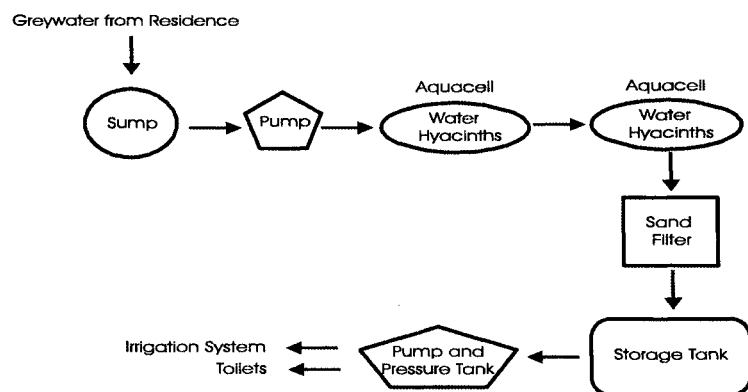 Greywater from Residence
Sump
Pump
Aquacell
Water
Hyacinths
Aquacell
Water
Hyacinths
Sand
Filter
Storage Tank
Pump and
Pressure Tank
Irrigation System
Toilets